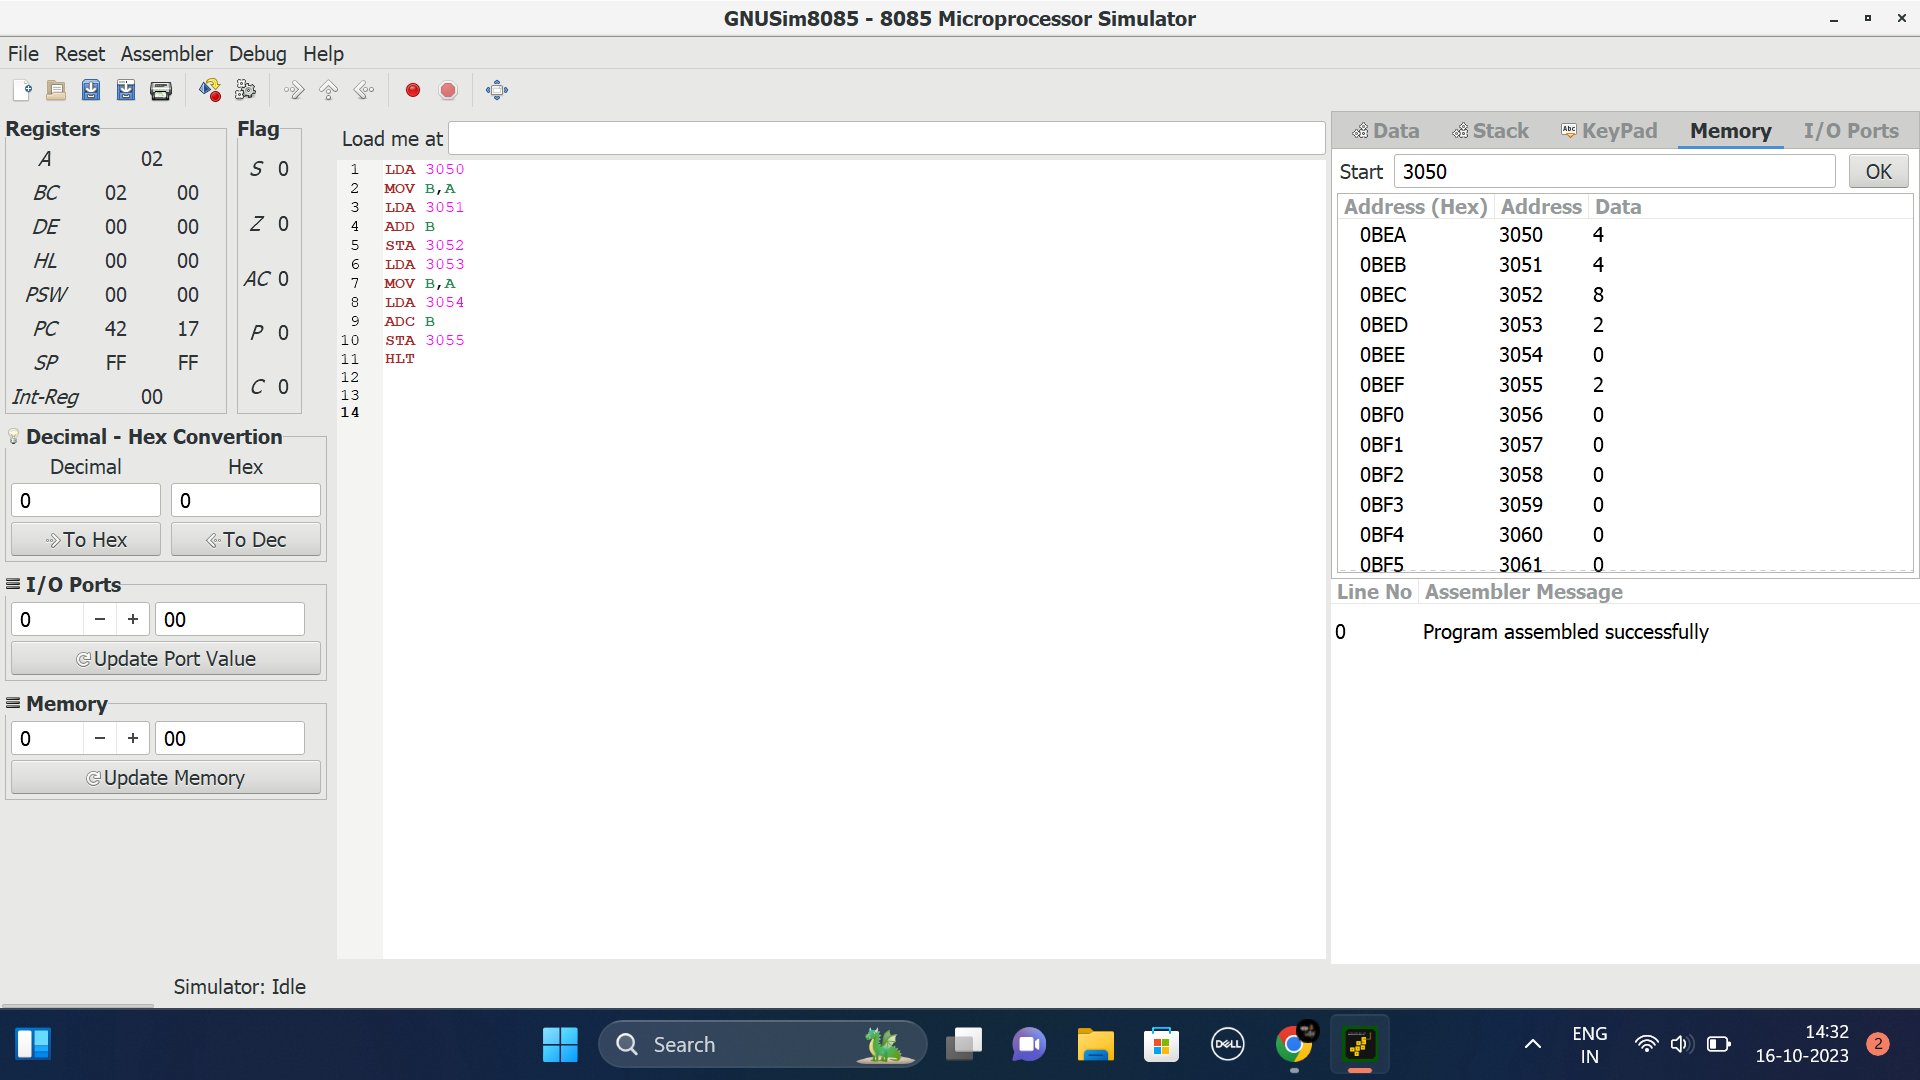 GNUSim8085 - 8085 Microprocessor Simulator
File Reset Assembler Debug Help
Registers
A 02
BC 02 00
DE 00 00
HL 00 00
PSW 00 00
PC 42 17
SP FF FF
Int-Reg 00
Flag
S 0
Z 0
AC 0
P 0
C 0
Decimal - Hex Convertion
Decimal Hex
0 0
To Hex To Dec
I/O Ports
0 − + 00
Update Port Value
Memory
0 − + 00
Update Memory
Load me at
1 LDA 3050
2 MOV B,A
3 LDA 3051
4 ADD B
5 STA 3052
6 LDA 3053
7 MOV B,A
8 LDA 3054
9 ADC B
10 STA 3055
11 HLT
12
13
14
Data Stack Abc KeyPad Memory I/O Ports
Start 3050 OK
Address (Hex) Address Data
0BEA 3050 4
0BEB 3051 4
0BEC 3052 8
0BED 3053 2
0BEE 3054 0
0BEF 3055 2
0BF0 3056 0
0BF1 3057 0
0BF2 3058 0
0BF3 3059 0
0BF4 3060 0
0BF5 3061 0
Line No Assembler Message
0 Program assembled successfully
Simulator: Idle
Search
DELL
ENG
IN
14:32
16-10-2023
2